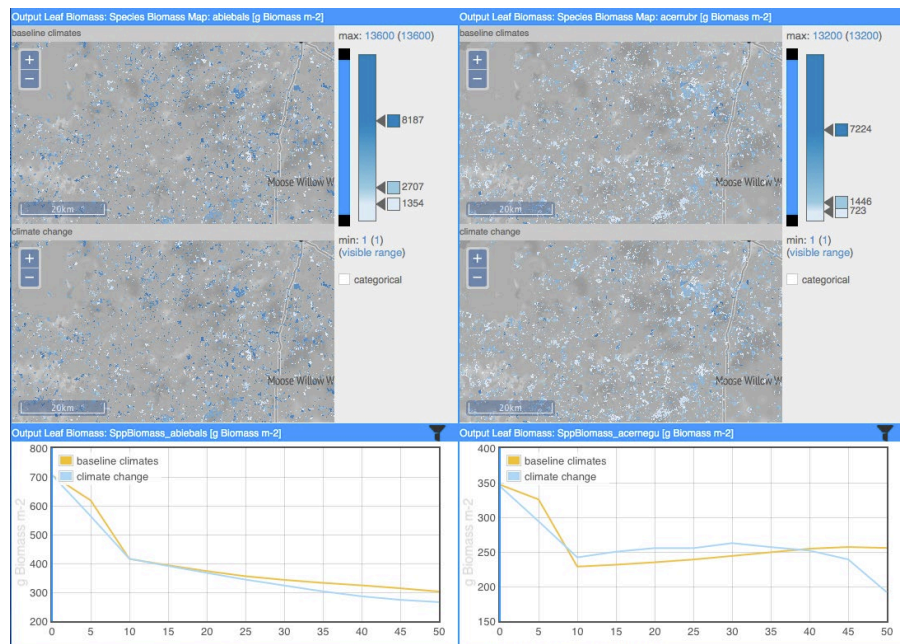 Output Leaf Biomass: Species Biomass Map: abiebals [g Biomass m-2]
baseline climates
+
−
Moose Willow W
20km
max: 13600 (13600)
8187
2707
1354
min: 1 (1)
(visible range)
categorical
climate change
+
−
Moose Willow W
20km
Output Leaf Biomass: Species Biomass Map: acerrubr [g Biomass m-2]
baseline climates
+
−
Moose Willow W
20km
max: 13200 (13200)
7224
1446
723
min: 1 (1)
(visible range)
categorical
climate change
+
−
Moose Willow W
20km
Output Leaf Biomass: SppBiomass_abiebals [g Biomass m-2]
baseline climates
climate change
g Biomass m-2
800
700
600
500
400
300
200
0 5 10 15 20 25 30 35 40 45 50
Output Leaf Biomass: SppBiomass_acernegu [g Biomass m-2]
baseline climates
climate change
g Biomass m-2
400
350
300
250
200
150
0 5 10 15 20 25 30 35 40 45 50